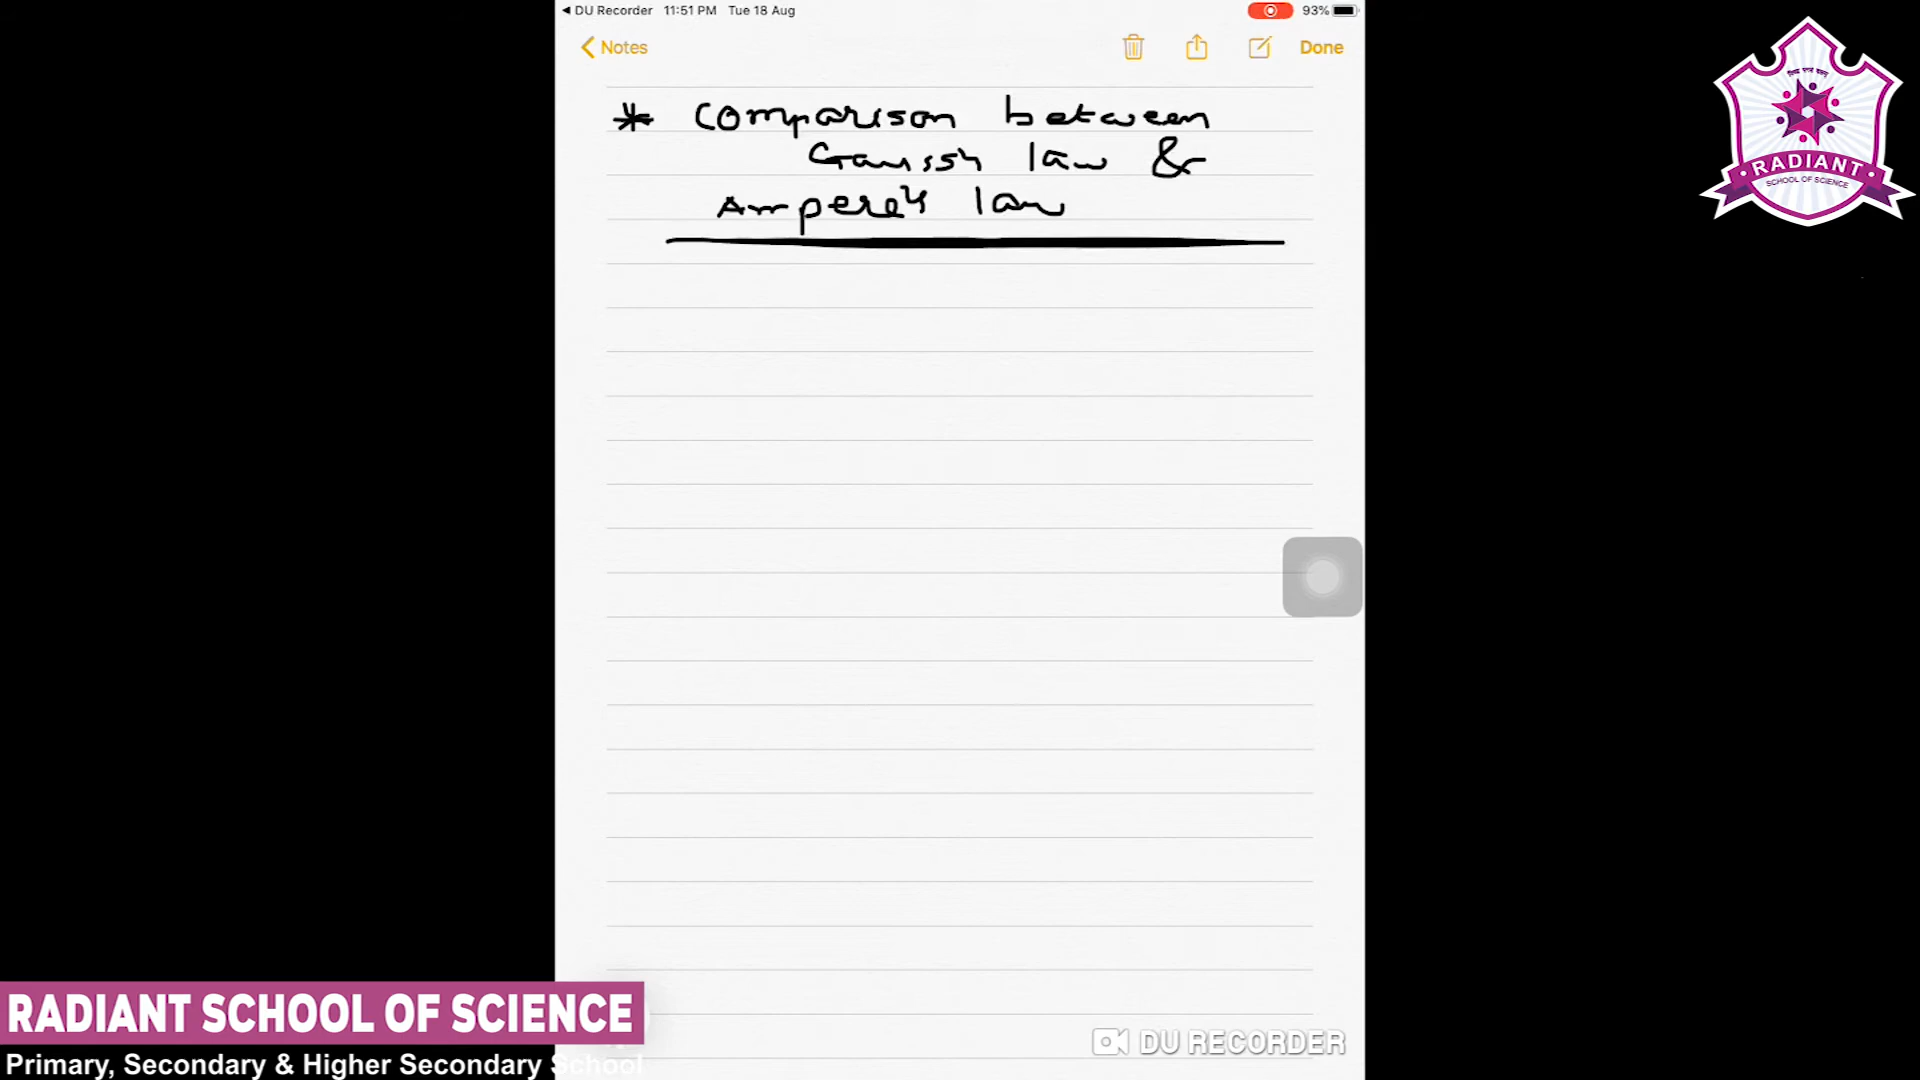 DU Recorder 11:51 PM Tue 18 Aug 93%
Notes Done
* Comparison between
Gauss's law &
Ampere's law
RADIANT
SCHOOL OF SCIENCE
RADIANT SCHOOL OF SCIENCE
Primary, Secondary & Higher Secondary School
DU RECORDER